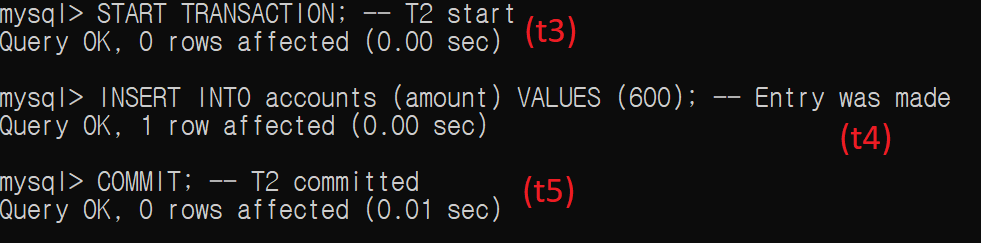 mysql> START TRANSACTION; -- T2 start
Query OK, 0 rows affected (0.00 sec)
(t3)
mysql> INSERT INTO accounts (amount) VALUES (600); -- Entry was made
Query OK, 1 row affected (0.00 sec)
(t4)
mysql> COMMIT; -- T2 committed
Query OK, 0 rows affected (0.01 sec)
(t5)